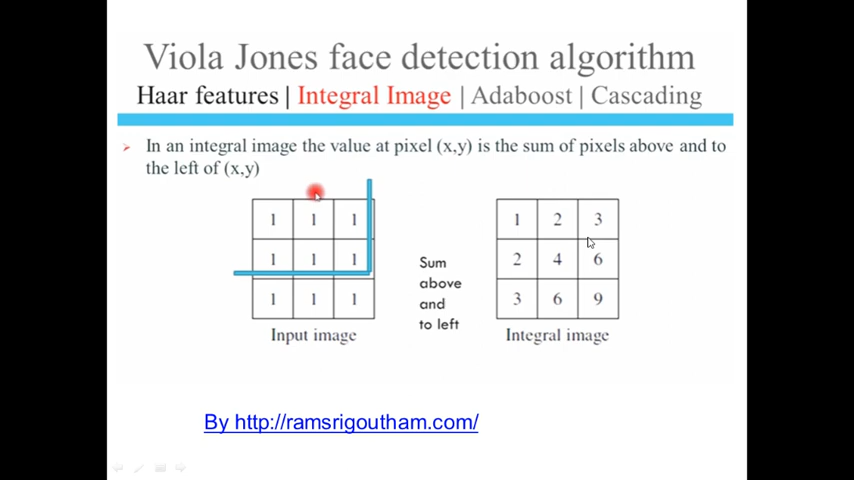 Viola Jones face detection algorithm
Haar features | Integral Image | Adaboost | Cascading
In an integral image the value at pixel (x,y) is the sum of pixels above and to
the left of (x,y)
1 1 1
1 1 1
1 1 1
Input image
Sum
above
and
to left
1 2 3
2 4 6
3 6 9
Integral image
By http://ramsrigoutham.com/